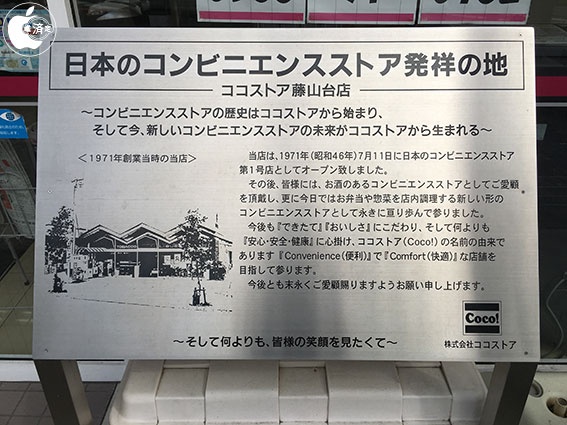 日本のコンビニエンスストア発祥の地
ココストア藤山台店
〜コンビニエンスストアの歴史はココストアから始まり、
そして今、新しいコンビニエンスストアの未来がココストアから生まれる〜
＜1971年創業当時の当店＞
当店は、1971年（昭和46年）7月11日に日本のコンビニエンスストア
第1号店としてオープン致しました。
その後、皆様には、お酒のあるコンビニエンスストアとしてご愛顧
を頂戴し、更に今日ではお弁当や惣菜を店内調理する新しい形の
コンビニエンスストアとして永きに亘り歩んで参りました。
今後も『できたて』『おいしさ』にこだわり、そして何よりも
『安心・安全・健康』に心掛け、ココストア（Coco!）の名前の由来で
あります『Convenience（便利）』で『Comfort（快適）』な店舗を
目指して参ります。
今後とも末永くご愛顧賜りますようお願い申し上げます。
Coco!
〜そして何よりも、皆様の笑顔を見たくて〜
株式会社ココストア